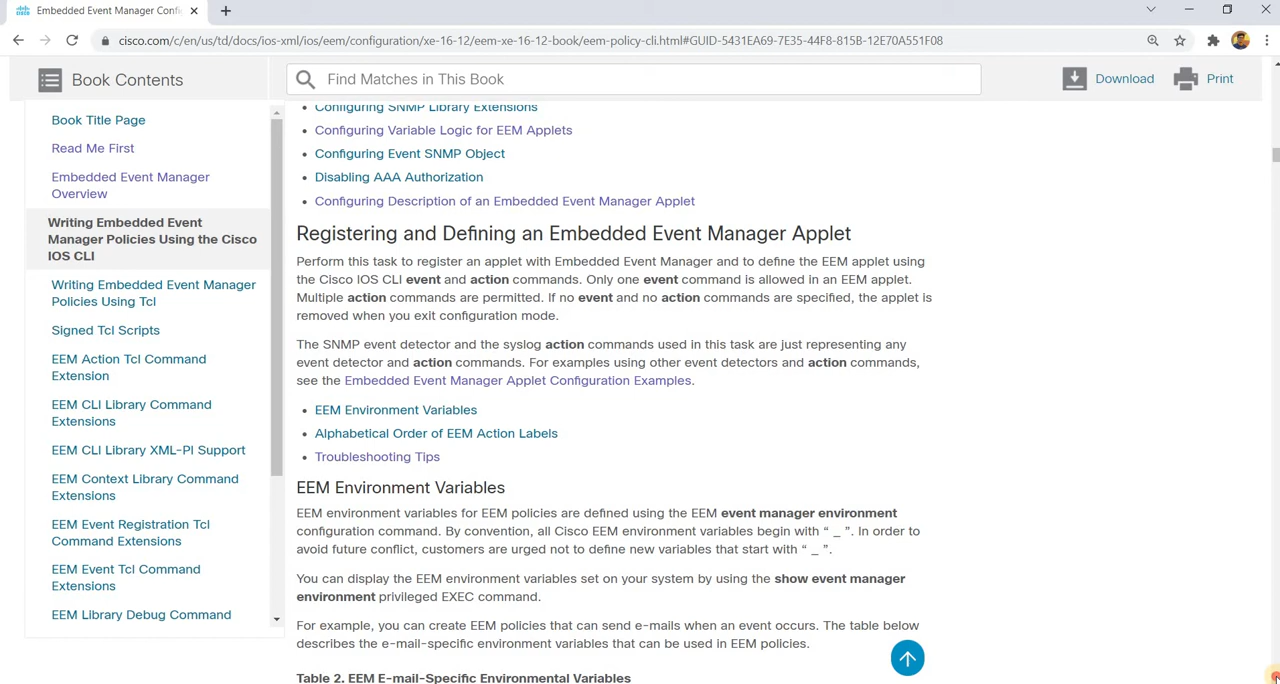 Embedded Event Manager Confi
cisco.com/c/en/us/td/docs/ios-xml/ios/eem/configuration/xe-16-12/eem-xe-16-12-book/eem-policy-cli.html#GUID-5431EA69-7E35-44F8-815B-12E70A551F08
Book Contents
Find Matches in This Book
Download
Print
Book Title Page
Read Me First
Embedded Event Manager
Overview
Writing Embedded Event
Manager Policies Using the Cisco
IOS CLI
Writing Embedded Event Manager
Policies Using Tcl
Signed Tcl Scripts
EEM Action Tcl Command
Extension
EEM CLI Library Command
Extensions
EEM CLI Library XML-PI Support
EEM Context Library Command
Extensions
EEM Event Registration Tcl
Command Extensions
EEM Event Tcl Command
Extensions
EEM Library Debug Command
• Configuring SNMP Library Extensions
• Configuring Variable Logic for EEM Applets
• Configuring Event SNMP Object
• Disabling AAA Authorization
• Configuring Description of an Embedded Event Manager Applet
Registering and Defining an Embedded Event Manager Applet
Perform this task to register an applet with Embedded Event Manager and to define the EEM applet using
the Cisco IOS CLI event and action commands. Only one event command is allowed in an EEM applet.
Multiple action commands are permitted. If no event and no action commands are specified, the applet is
removed when you exit configuration mode.
The SNMP event detector and the syslog action commands used in this task are just representing any
event detector and action commands. For examples using other event detectors and action commands,
see the Embedded Event Manager Applet Configuration Examples.
• EEM Environment Variables
• Alphabetical Order of EEM Action Labels
• Troubleshooting Tips
EEM Environment Variables
EEM environment variables for EEM policies are defined using the EEM event manager environment
configuration command. By convention, all Cisco EEM environment variables begin with “ _ ”. In order to
avoid future conflict, customers are urged not to define new variables that start with “ _ ”.
You can display the EEM environment variables set on your system by using the show event manager
environment privileged EXEC command.
For example, you can create EEM policies that can send e-mails when an event occurs. The table below
describes the e-mail-specific environment variables that can be used in EEM policies.
Table 2. EEM E-mail-Specific Environmental Variables